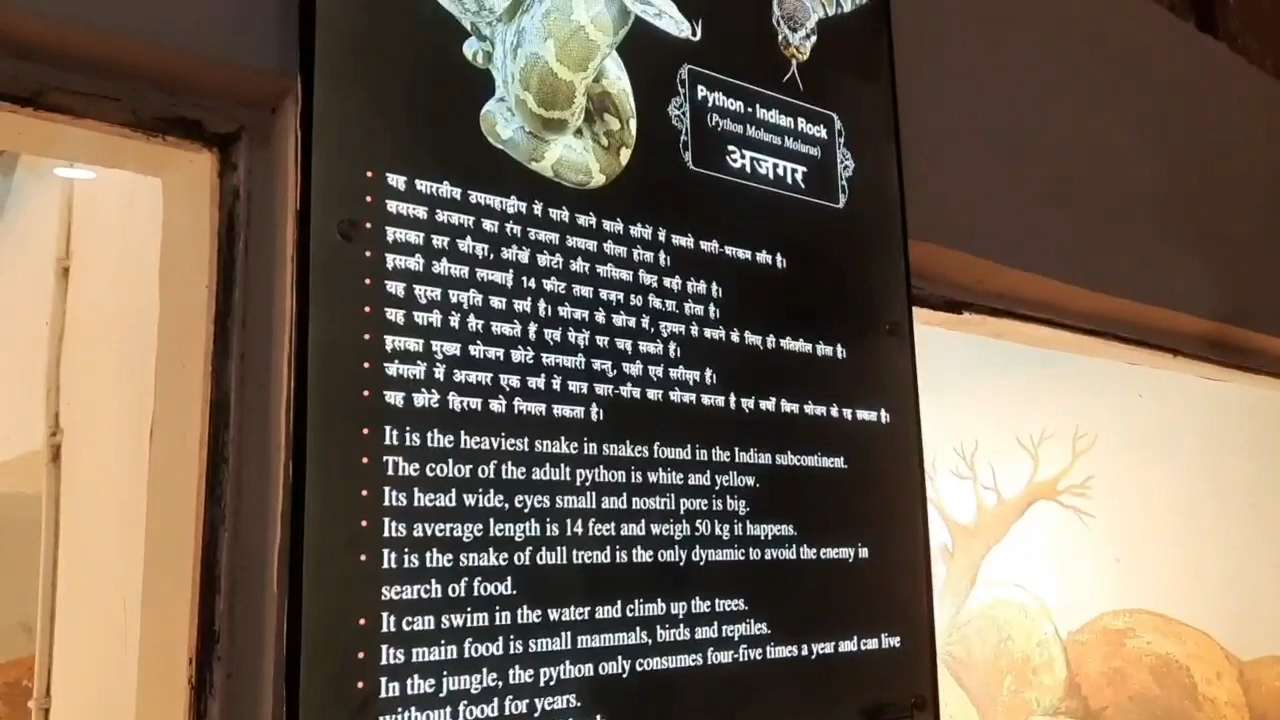 Python - Indian Rock
(Python Molurus Molurus)
अजगर
• यह भारतीय उपमहाद्वीप में पाये जाने वाले साँपों में सबसे भारी-भरकम साँप है।
• वयस्क अजगर का रंग उजला अथवा पीला होता है।
• इसका सर चौड़ा, आँखें छोटी और नासिका छिद्र बड़ी होती हैं।
• इसकी औसत लम्बाई 14 फीट तथा वजन 50 कि.ग्रा. होता है।
• यह सुस्त प्रवृति का सर्प है। भोजन के खोज में, दुश्मन से बचने के लिए ही गतिशील होता है।
• यह पानी में तैर सकते हैं एवं पेड़ों पर चढ़ सकते हैं।
• इसका मुख्य भोजन छोटे स्तनधारी जन्तु, पक्षी एवं सरीसृप हैं।
• जंगलों में अजगर एक वर्ष में मात्र चार-पाँच बार भोजन करता है एवं वर्षों बिना भोजन के रह सकता है।
• यह छोटे हिरण को निगल सकता है।
• It is the heaviest snake in snakes found in the Indian subcontinent.
• The color of the adult python is white and yellow.
• Its head wide, eyes small and nostril pore is big.
• Its average length is 14 feet and weigh 50 kg it happens.
• It is the snake of dull trend is the only dynamic to avoid the enemy in
search of food.
• It can swim in the water and climb up the trees.
• Its main food is small mammals, birds and reptiles.
• In the jungle, the python only consumes four-five times a year and can live
without food for years.